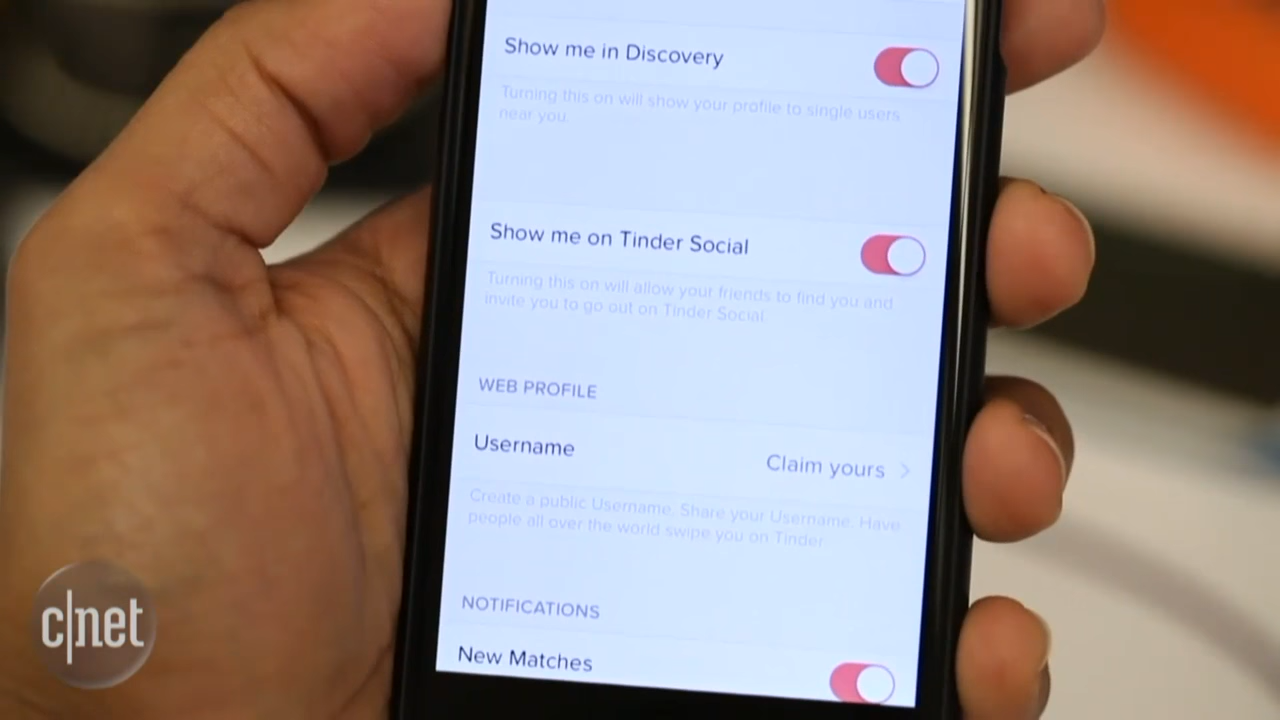 Show me in Discovery
Turning this on will show your profile to single users
near you.
Show me on Tinder Social
Turning this on will allow your friends to find you and
invite you to go out on Tinder Social.
WEB PROFILE
Username
Claim yours >
Create a public Username. Share your Username. Have
people all over the world swipe you on Tinder.
NOTIFICATIONS
New Matches
c|net